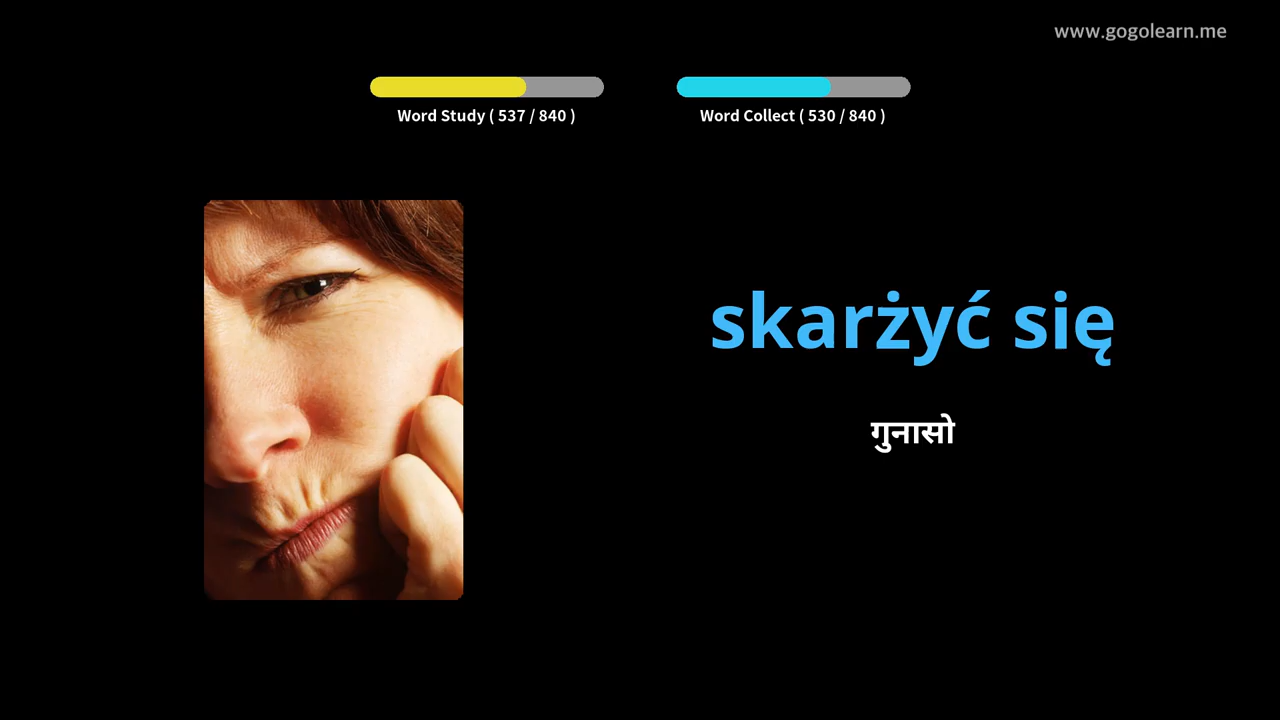 www.gogolearn.me
Word Study ( 537 / 840 )
Word Collect ( 530 / 840 )
skarżyć się
गुनासो